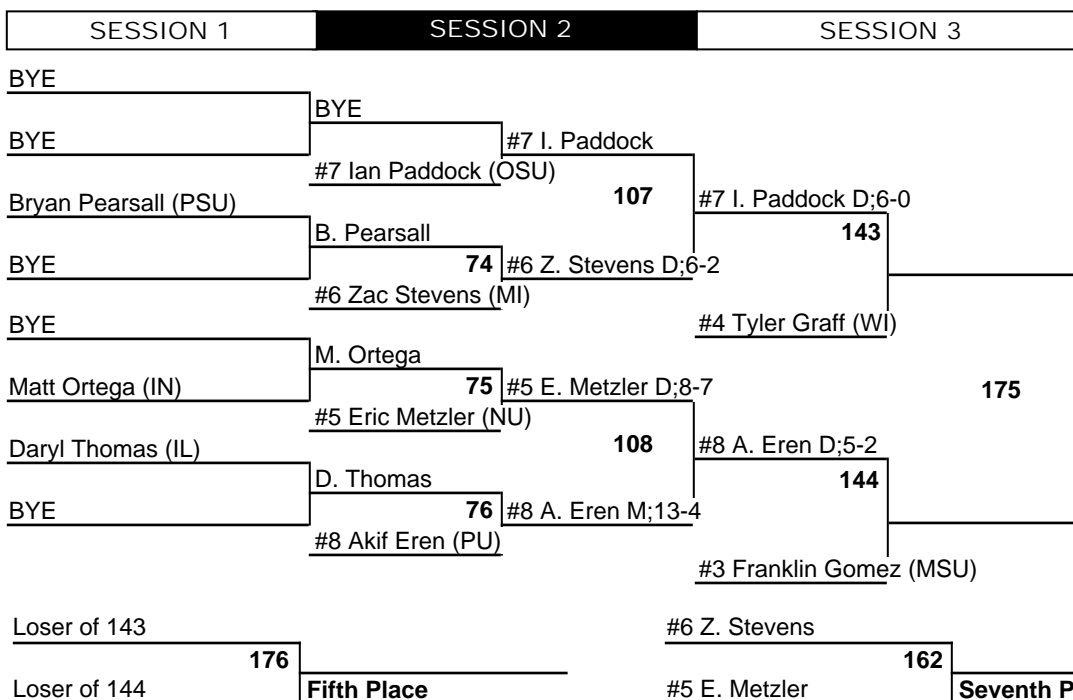 SESSION 1 SESSION 2 SESSION 3
BYE
BYE
BYE #7 I. Paddock
#7 Ian Paddock (OSU)
107 #7 I. Paddock D;6-0
Bryan Pearsall (PSU)
143
B. Pearsall
BYE 74 #6 Z. Stevens D;6-2
#6 Zac Stevens (MI)
BYE #4 Tyler Graff (WI)
M. Ortega
Matt Ortega (IN) 75 #5 E. Metzler D;8-7 175
#5 Eric Metzler (NU)
Daryl Thomas (IL) 108 #8 A. Eren D;5-2
D. Thomas 144
BYE 76 #8 A. Eren M;13-4
#8 Akif Eren (PU)
#3 Franklin Gomez (MSU)
Loser of 143 #6 Z. Stevens
176 162
Loser of 144 Fifth Place #5 E. Metzler Seventh P